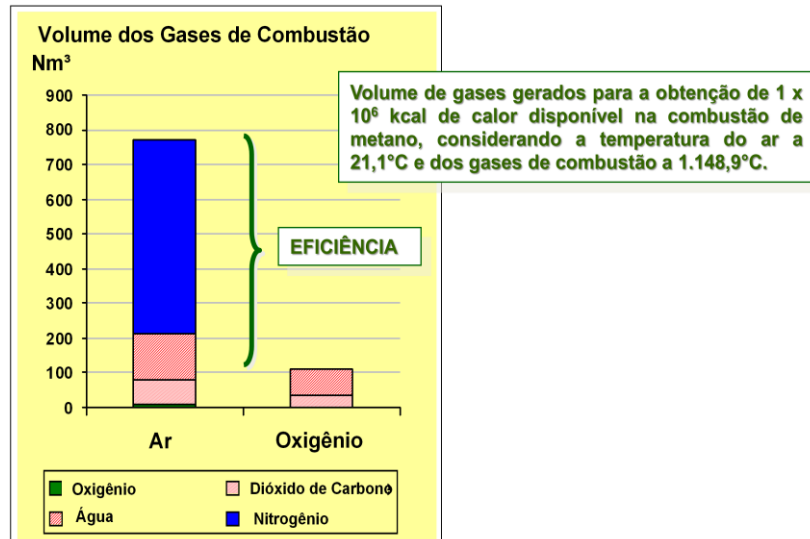 Volume dos Gases de Combustão
Nm³
Volume de gases gerados para a obtenção de 1 x
10⁶ kcal de calor disponível na combustão de
metano, considerando a temperatura do ar a
21,1°C e dos gases de combustão a 1.148,9°C.
900
800
700
600
500
400
300
200
100
0
EFICIÊNCIA
Ar Oxigênio
Oxigênio Dióxido de Carbono
Água Nitrogênio